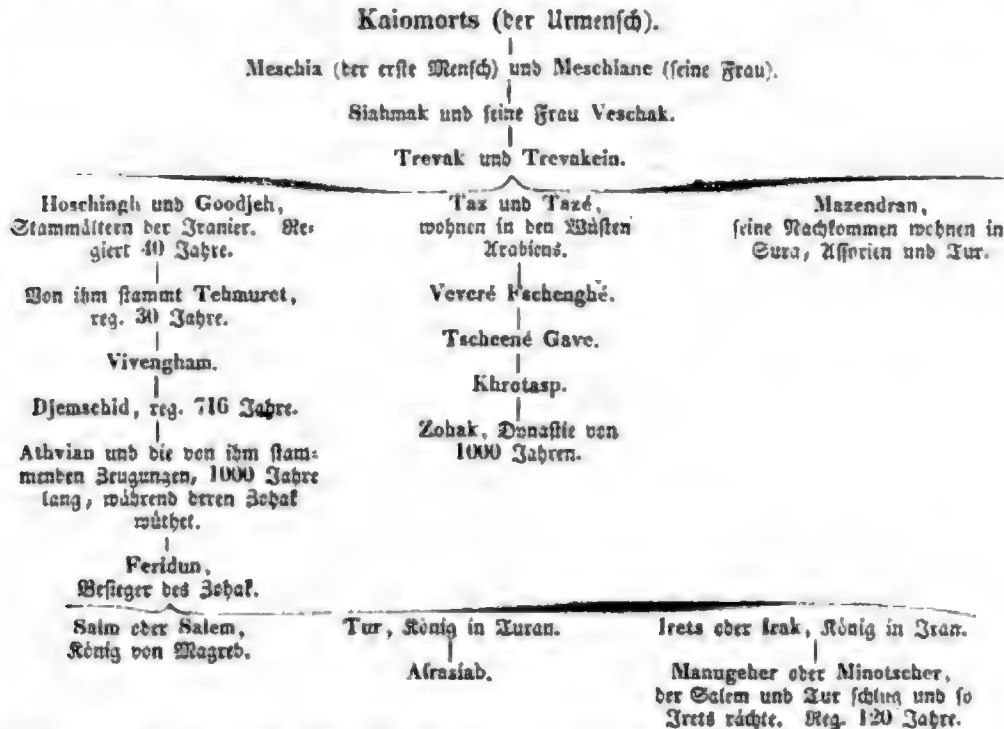 Kaiomorts (der Urmensch).
Meschia (der erste Mensch) und Meschiane (seine Frau).
Siahmak und seine Frau Veschak.
Trevak und Trevakein.
Hoschingh und Goodjeh,
Stammältern der Iranier. Re-
giert 40 Jahre.
Von ihm stammt Tehmuret,
reg. 30 Jahre.
Vivengham.
Djemschid, reg. 716 Jahre.
Athvian und die von ihm stam-
menden Zeugungen, 1000 Jahre
lang, während deren Zohak
wüthet.
Feridun,
Besieger des Zohak.
Taz und Tazé,
wohnen in den Wüsten
Arabiens.
Veveré Eschenghé.
Tscheené Gave.
Khrotasp.
Zohak, Dynastie von
1000 Jahren.
Mazendran,
seine Nachkommen wohnen in
Sura, Assyrien und Tur.
Salm oder Salem,
König von Magreb.
Tur, König in Turan.
Afrasiab.
Irets oder Irak, König in Iran.
Manugeher oder Minotscher,
der Salem und Tur schlug und so
Irets rächte. Reg. 120 Jahre.